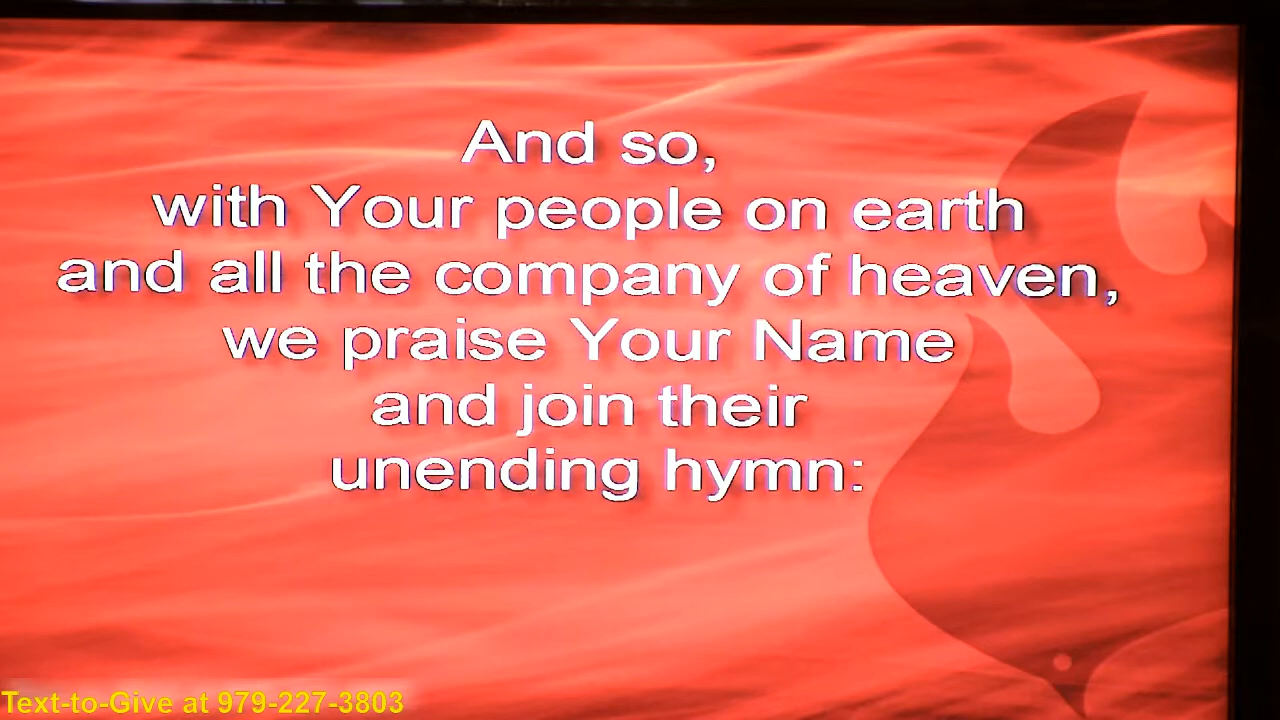 And so,
with Your people on earth
and all the company of heaven,
we praise Your Name
and join their
unending hymn:
Text-to-Give at 979-227-3803